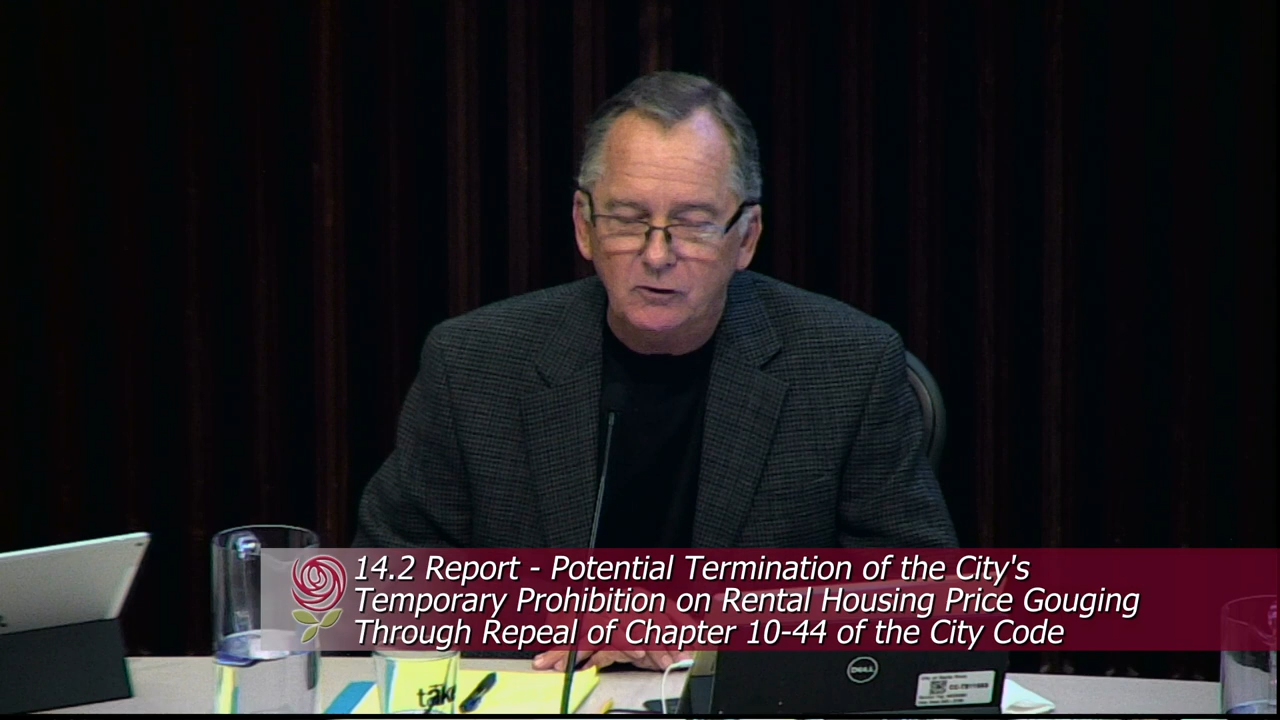 14.2 Report - Potential Termination of the City's
Temporary Prohibition on Rental Housing Price Gouging
Through Repeal of Chapter 10-44 of the City Code
DELL